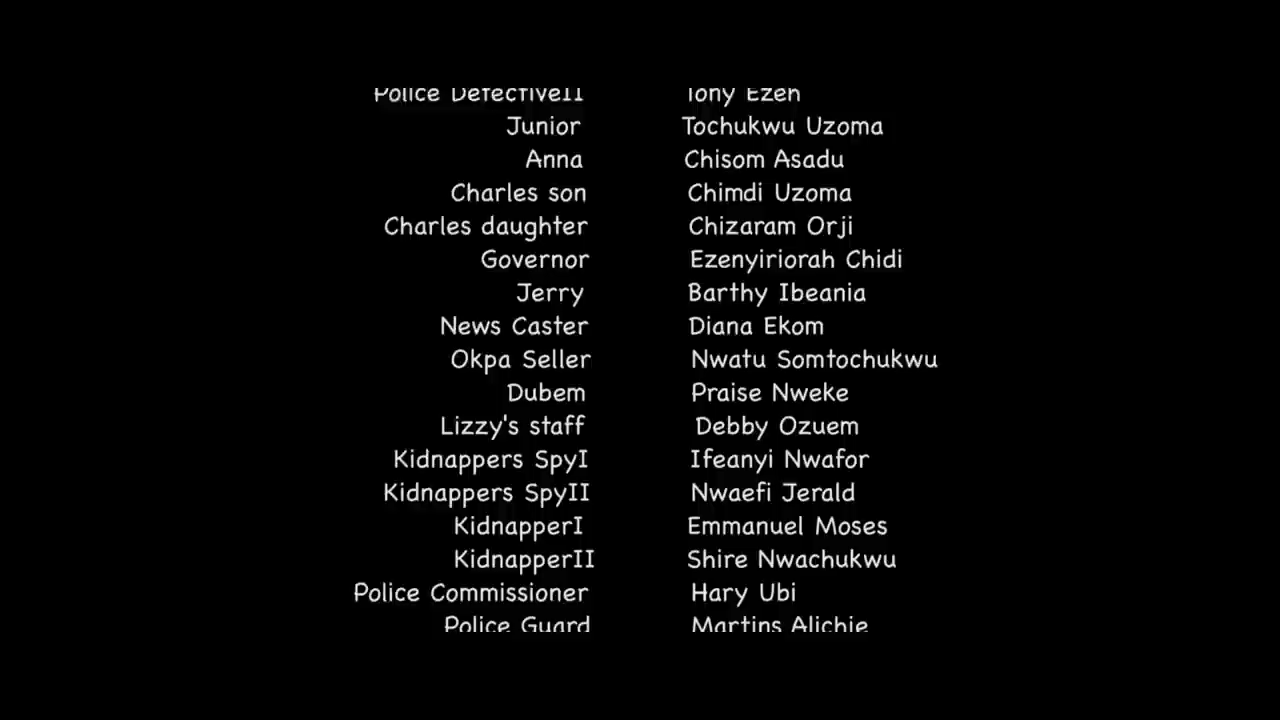 Police DetectiveII Tony Ezeh
Junior Tochukwu Uzoma
Anna Chisom Asadu
Charles son Chimdi Uzoma
Charles daughter Chizaram Orji
Governor Ezenyiriorah Chidi
Jerry Barthy Ibeania
News Caster Diana Ekom
Okpa Seller Nwatu Somtochukwu
Dubem Praise Nweke
Lizzy's staff Debby Ozuem
Kidnappers SpyI Ifeanyi Nwafor
Kidnappers SpyII Nwaefi Jerald
KidnapperI Emmanuel Moses
KidnapperII Shire Nwachukwu
Police Commissioner Hary Ubi
Police Guard Martins Alichie